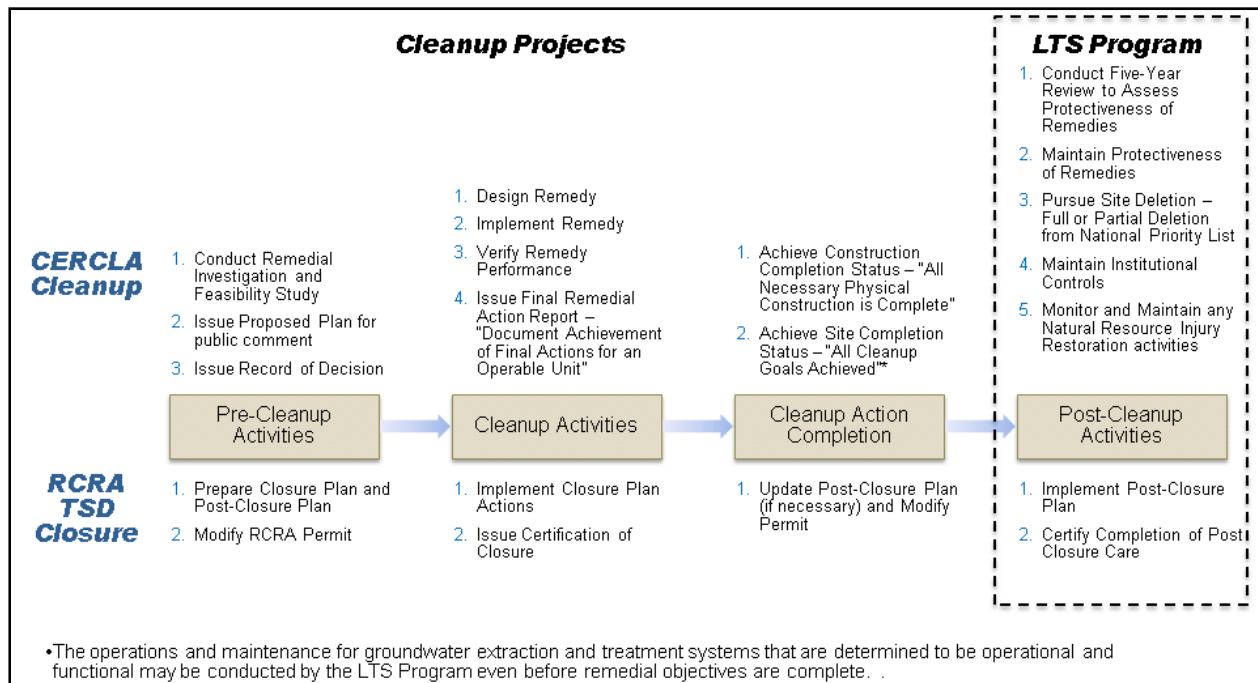 Cleanup Projects
LTS Program
1. Conduct Five-Year
Review to Assess
Protectiveness of
Remedies
2. Maintain Protectiveness
of Remedies
3. Pursue Site Deletion –
Full or Partial Deletion
from National Priority List
4. Maintain Institutional
Controls
5. Monitor and Maintain any
Natural Resource Injury
Restoration activities
CERCLA
Cleanup
1. Conduct Remedial
Investigation and
Feasibility Study
2. Issue Proposed Plan for
public comment
3. Issue Record of Decision
1. Design Remedy
2. Implement Remedy
3. Verify Remedy
Performance
4. Issue Final Remedial
Action Report –
"Document Achievement
of Final Actions for an
Operable Unit"
1. Achieve Construction
Completion Status – "All
Necessary Physical
Construction is Complete"
2. Achieve Site Completion
Status – "All Cleanup
Goals Achieved"*
Pre-Cleanup
Activities
Cleanup Activities
Cleanup Action
Completion
Post-Cleanup
Activities
RCRA
TSD
Closure
1. Prepare Closure Plan and
Post-Closure Plan
2. Modify RCRA Permit
1. Implement Closure Plan
Actions
2. Issue Certification of
Closure
1. Update Post-Closure Plan
(if necessary) and Modify
Permit
1. Implement Post-Closure
Plan
2. Certify Completion of Post
Closure Care
•The operations and maintenance for groundwater extraction and treatment systems that are determined to be operational and
functional may be conducted by the LTS Program even before remedial objectives are complete. .